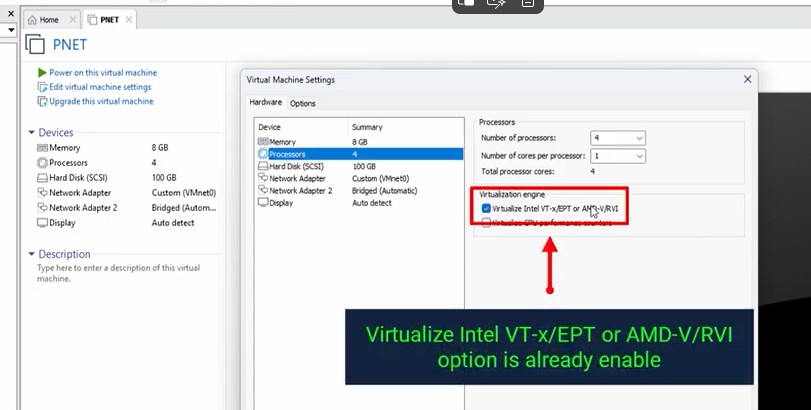 Home
PNET
PNET
Power on this virtual machine
Edit virtual machine settings
Upgrade this virtual machine
Devices
Memory 8 GB
Processors 4
Hard Disk (SCSI) 100 GB
Network Adapter Custom (VMnet0)
Network Adapter 2 Bridged (Autom...
Display Auto detect
Description
Type here to enter a description of this virtual
machine.
Virtual Machine Settings
Hardware Options
Device Summary
Memory 8 GB
Processors 4
Hard Disk (SCSI) 100 GB
Network Adapter Custom (VMnet0)
Network Adapter 2 Bridged (Automatic)
Display Auto detect
Processors
Number of processors: 4
Number of cores per processor: 1
Total processor cores: 4
Virtualization engine
Virtualize Intel VT-x/EPT or AMD-V/RVI
Virtualize CPU performance counters
Virtualize Intel VT-x/EPT or AMD-V/RVI
option is already enable